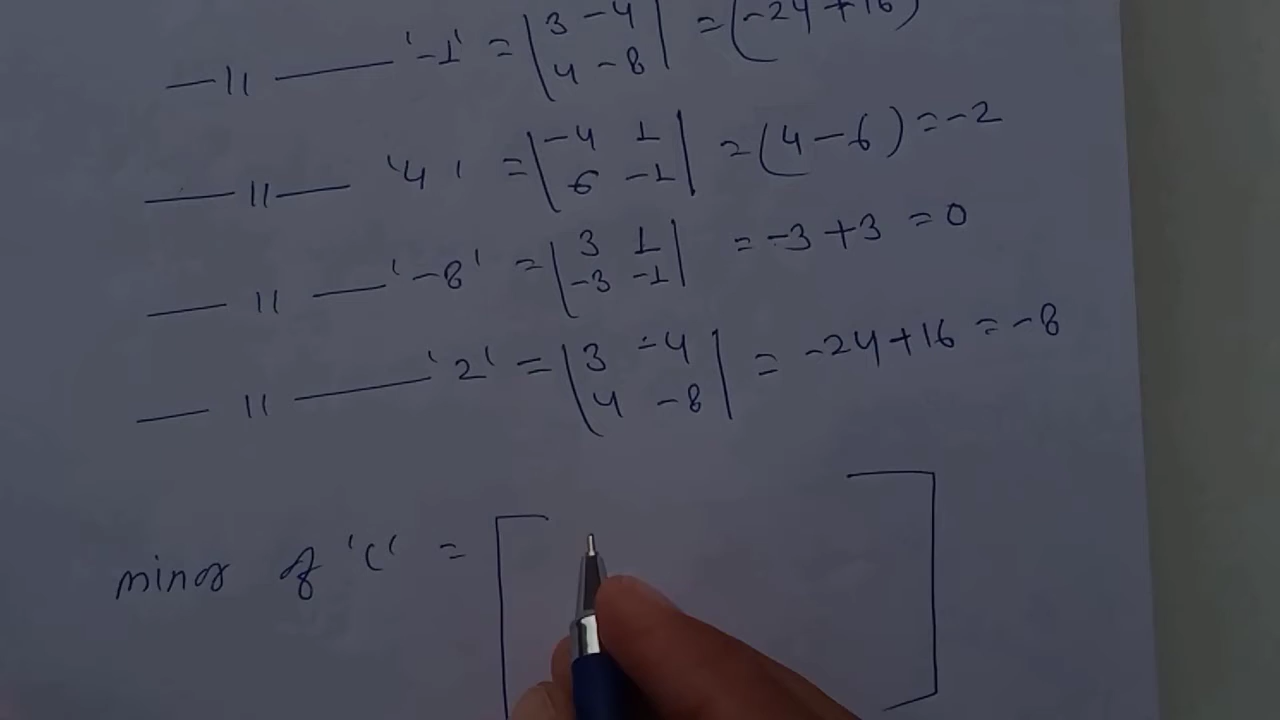 —11— '-1' = |3 -4 4 -8| = (-24+16)
—11— '4' = |-4 1 6 -1| = (4-6) = -2
—11— '-8' = |3 1 -3 -1| = -3+3 = 0
—11— '2' = |3 -4 4 -8| = -24+16 = -8
minor of 'C' = [ ]